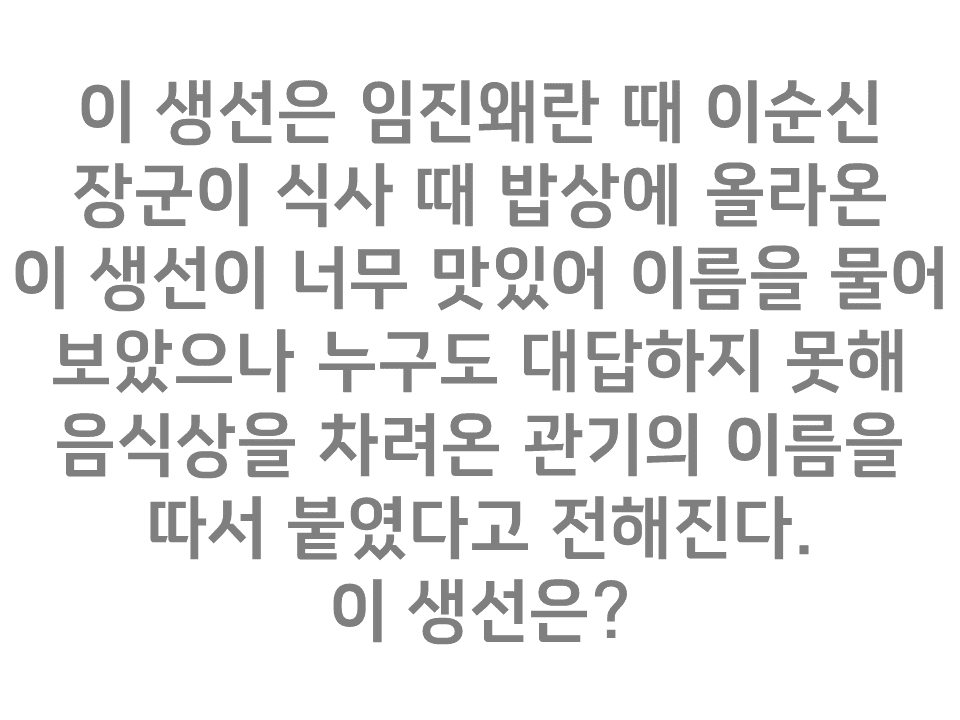 이 생선은 임진왜란 때 이순신
장군이 식사 때 밥상에 올라온
이 생선이 너무 맛있어 이름을 물어
보았으나 누구도 대답하지 못해
음식상을 차려온 관기의 이름을
따서 붙였다고 전해진다.
이 생선은?